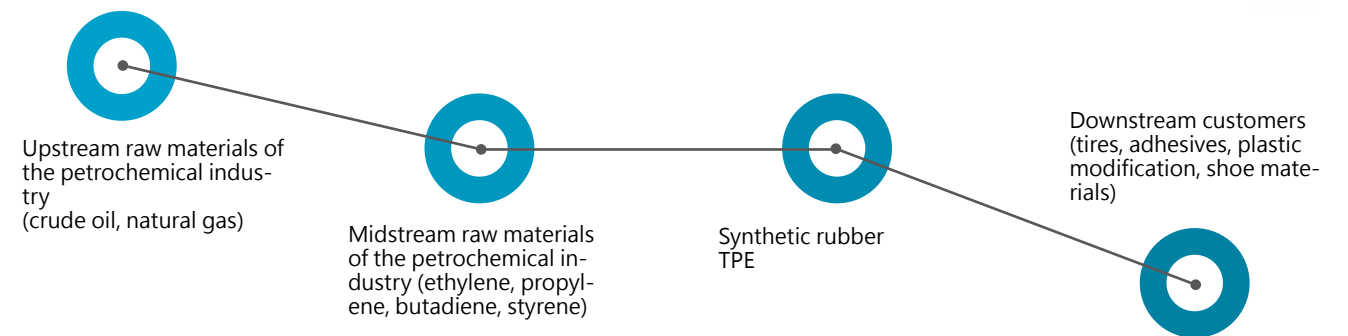 Upstream raw materials of
the petrochemical indus-
try
(crude oil, natural gas)
Midstream raw materials
of the petrochemical in-
dustry (ethylene, propyl-
ene, butadiene, styrene)
Synthetic rubber
TPE
Downstream customers
(tires, adhesives, plastic
modification, shoe mate-
rials)